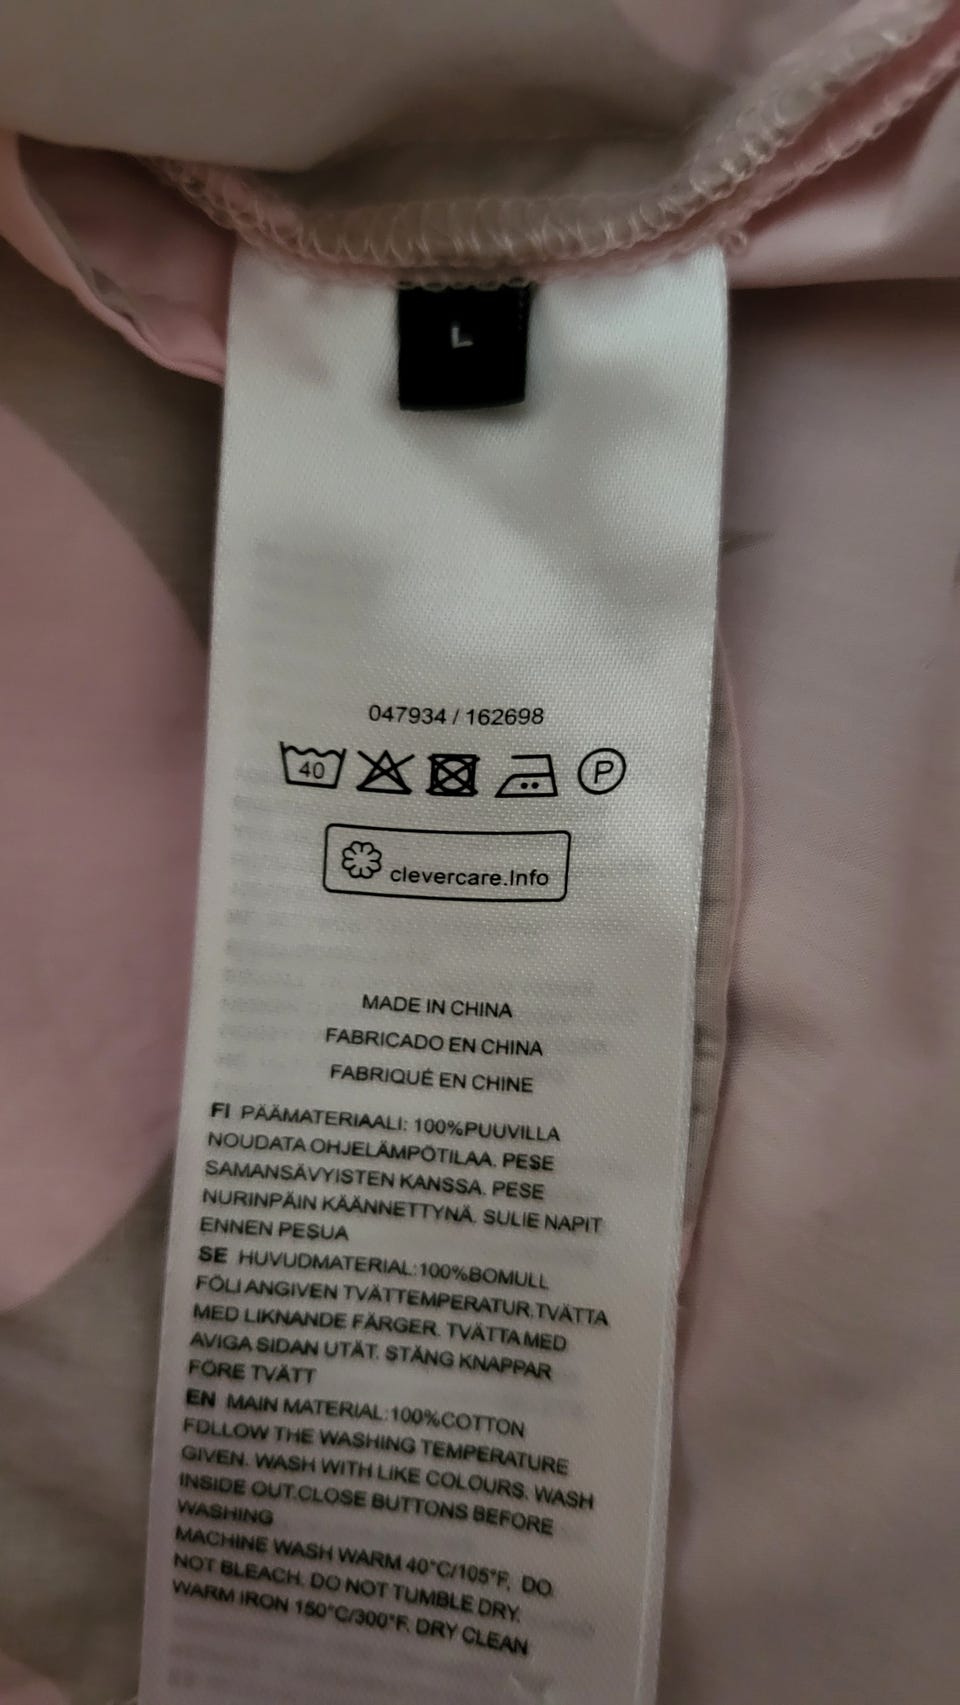 L
047934 / 162698
40
P
clevercare.Info
MADE IN CHINA
FABRICADO EN CHINA
FABRIQUÉ EN CHINE
FI PÄÄMATERIAALI: 100%PUUVILLA
NOUDATA OHJELÄMPÖTILAA. PESE
SAMANSÄVYISTEN KANSSA. PESE
NURINPÄIN KÄÄNNETTYNÄ. SULIE NAPIT
ENNEN PESUA
SE HUVUDMATERIAL:100%BOMULL
FÖLI ANGIVEN TVÄTTEMPERATUR.TVÄTTA
MED LIKNANDE FÄRGER. TVÄTTA MED
AVIGA SIDAN UTÄT. STÄNG KNAPPAR
FÖRE TVÄTT
EN MAIN MATERIAL:100%COTTON
FDLLOW THE WASHING TEMPERATURE
GIVEN. WASH WITH LIKE COLOURS. WASH
INSIDE OUT.CLOSE BUTTONS BEFORE
WASHING
MACHINE WASH WARM 40°C/105°F. DO
NOT BLEACH. DO NOT TUMBLE DRY.
WARM IRON 150°C/300°F. DRY CLEAN